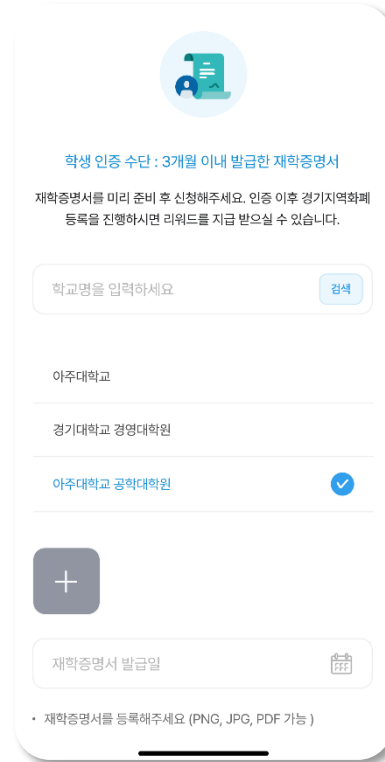 학생 인증 수단 : 3개월 이내 발급한 재학증명서
재학증명서를 미리 준비 후 신청해주세요. 인증 이후 경기지역화폐
등록을 진행하시면 리워드를 지급 받으실 수 있습니다.
학교명을 입력하세요 검색
아주대학교
경기대학교 경영대학원
아주대학교 공학대학원
재학증명서 발급일
• 재학증명서를 등록해주세요 (PNG, JPG, PDF 가능 )